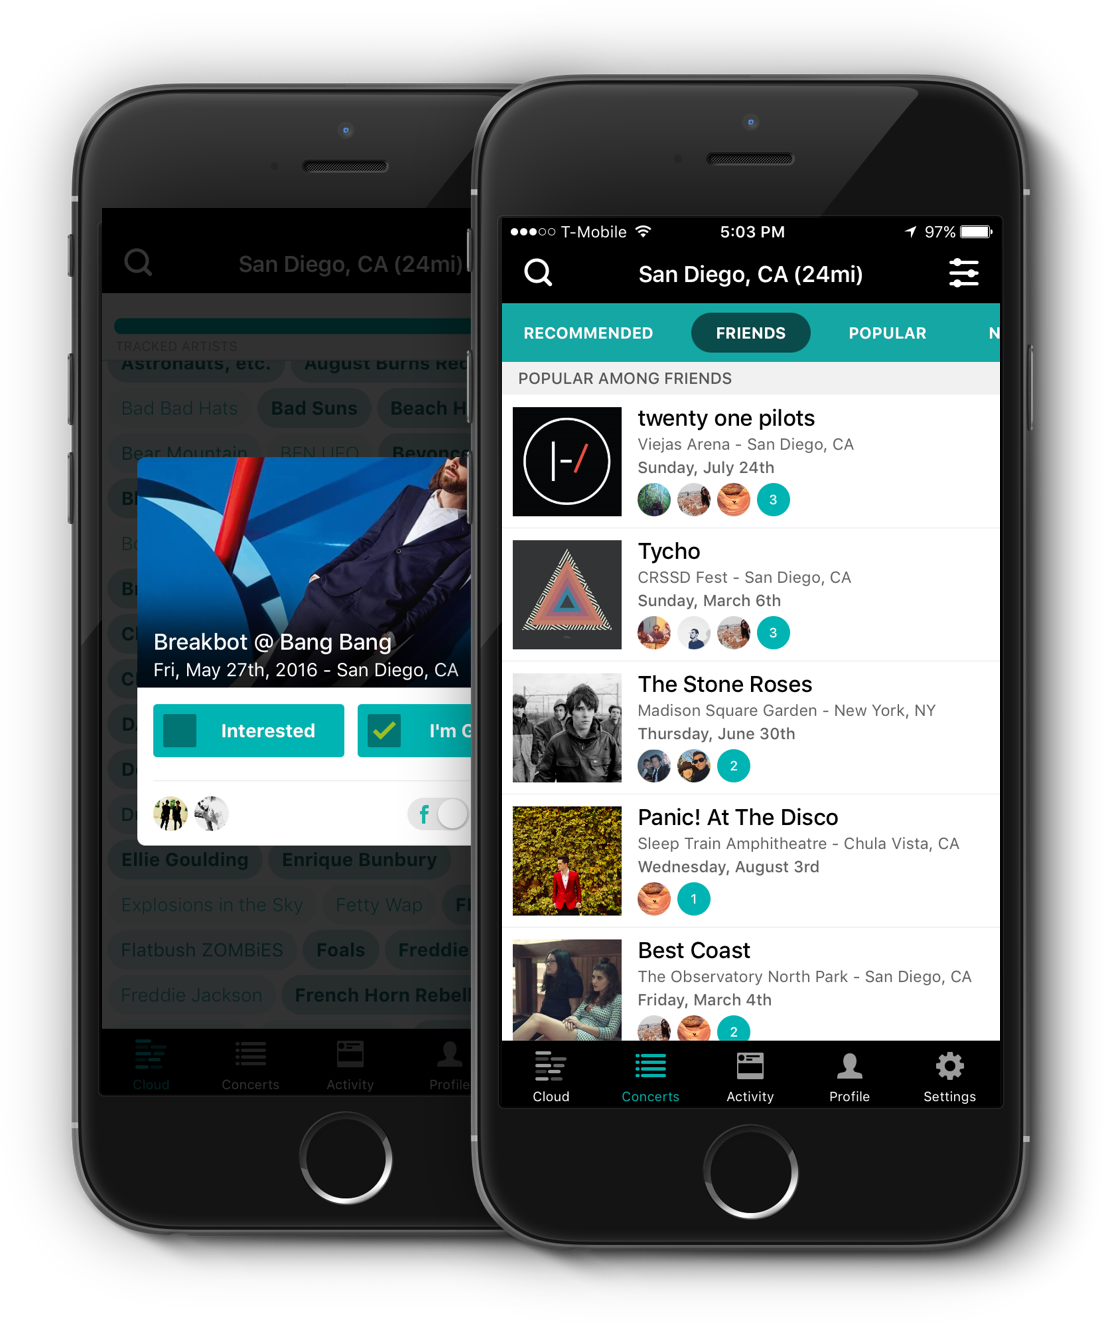 San Diego, CA (24mi)
TRACKED ARTISTS
Astronauts, etc.
August Burns Red
Bad Bad Hats
Bad Suns
Beach H
Bear Mountain
BEN UFO
Beyonce
Breakbot @ Bang Bang
Fri, May 27th, 2016 - San Diego, CA
Interested
I'm G
Ellie Goulding
Enrique Bunbury
Explosions in the Sky
Fetty Wap
Flatbush ZOMBiES
Foals
Freddie
Freddie Jackson
French Horn Rebell
Cloud
Concerts
Activity
Profile
T-Mobile
5:03 PM
97%
San Diego, CA (24mi)
RECOMMENDED
FRIENDS
POPULAR
N
POPULAR AMONG FRIENDS
twenty one pilots
Viejas Arena - San Diego, CA
Sunday, July 24th
3
Tycho
CRSSD Fest - San Diego, CA
Sunday, March 6th
3
The Stone Roses
Madison Square Garden - New York, NY
Thursday, June 30th
2
Panic! At The Disco
Sleep Train Amphitheatre - Chula Vista, CA
Wednesday, August 3rd
1
Best Coast
The Observatory North Park - San Diego, CA
Friday, March 4th
2
Cloud
Concerts
Activity
Profile
Settings